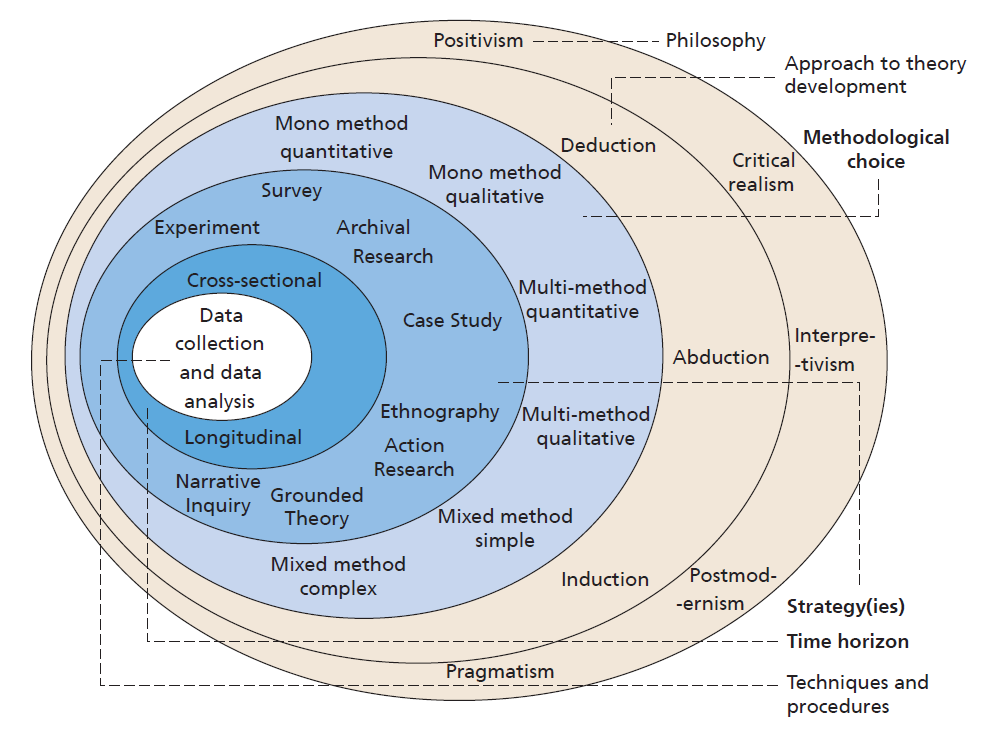 Positivism
Philosophy
Approach to theory
development
Mono method
quantitative
Deduction
Methodological
choice
Critical
realism
Mono method
qualitative
Survey
Experiment
Archival
Research
Cross-sectional
Multi-method
quantitative
Data
collection
and data
analysis
Case Study
Interpre-
-tivism
Abduction
Ethnography
Multi-method
qualitative
Longitudinal
Action
Research
Narrative
Inquiry
Grounded
Theory
Mixed method
simple
Mixed method
complex
Induction
Postmod-
-ernism
Strategy(ies)
Time horizon
Pragmatism
Techniques and
procedures